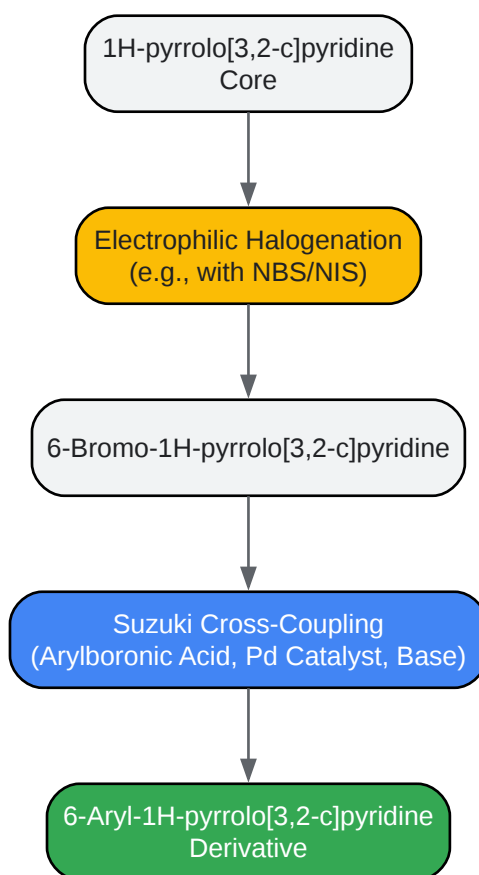 1H-pyrrolo[3,2-c]pyridine
Core
Electrophilic Halogenation
(e.g., with NBS/NIS)
6-Bromo-1H-pyrrolo[3,2-c]pyridine
Suzuki Cross-Coupling
(Arylboronic Acid, Pd Catalyst, Base)
6-Aryl-1H-pyrrolo[3,2-c]pyridine
Derivative